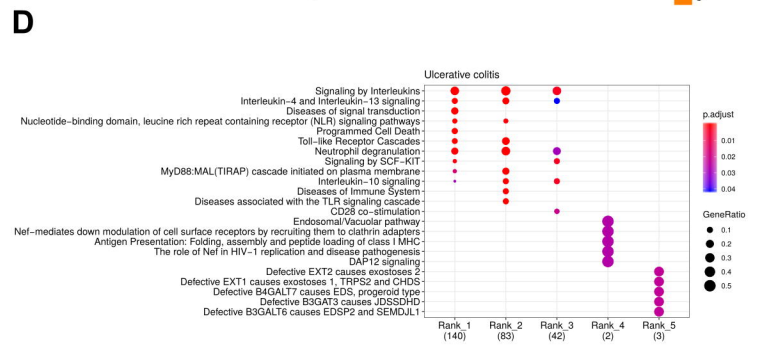 D
Ulcerative colitis
Signaling by Interleukins
Interleukin−4 and Interleukin−13 signaling
Diseases of signal transduction
Nucleotide−binding domain, leucine rich repeat containing receptor (NLR) signaling pathways
Programmed Cell Death
Toll−like Receptor Cascades
Neutrophil degranulation
Signaling by SCF−KIT
MyD88:MAL(TIRAP) cascade initiated on plasma membrane
Interleukin−10 signaling
Diseases of Immune System
Diseases associated with the TLR signaling cascade
CD28 co−stimulation
Endosomal/Vacuolar pathway
Nef−mediates down modulation of cell surface receptors by recruiting them to clathrin adapters
Antigen Presentation: Folding, assembly and peptide loading of class I MHC
The role of Nef in HIV−1 replication and disease pathogenesis
DAP12 signaling
Defective EXT2 causes exostoses 2
Defective EXT1 causes exostoses 1, TRPS2 and CHDS
Defective B4GALT7 causes EDS, progeroid type
Defective B3GAT3 causes JDSSDHD
Defective B3GALT6 causes EDSP2 and SEMDJL1
Rank_1 Rank_2 Rank_3 Rank_4 Rank_5
(140) (83) (42) (2) (3)
p.adjust
0.01
0.02
0.03
0.04
GeneRatio
0.1
0.2
0.3
0.4
0.5